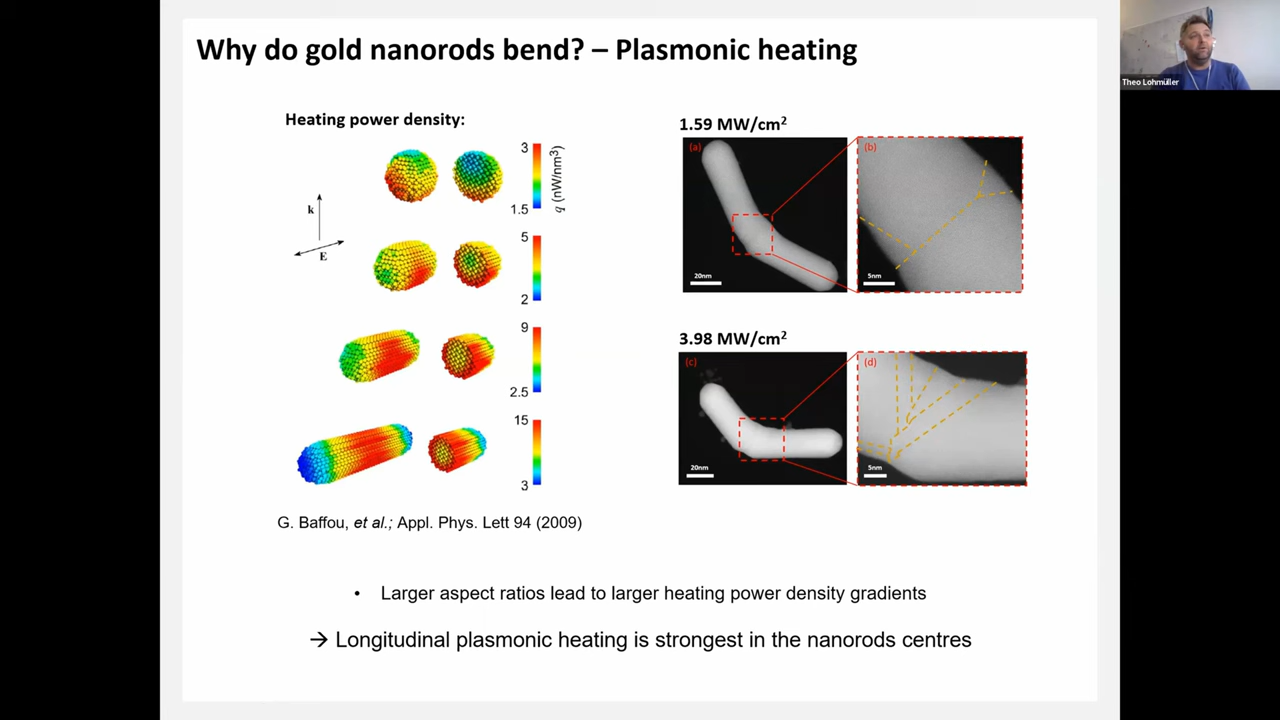 Why do gold nanorods bend? – Plasmonic heating
Theo Lohmüller
Heating power density:
3
1.5
q (nW/nm³)
k
E
5
2
9
2.5
15
3
G. Baffou, et al.; Appl. Phys. Lett 94 (2009)
1.59 MW/cm²
(a)
20nm
(b)
5nm
3.98 MW/cm²
(c)
20nm
(d)
5nm
• Larger aspect ratios lead to larger heating power density gradients
→ Longitudinal plasmonic heating is strongest in the nanorods centres